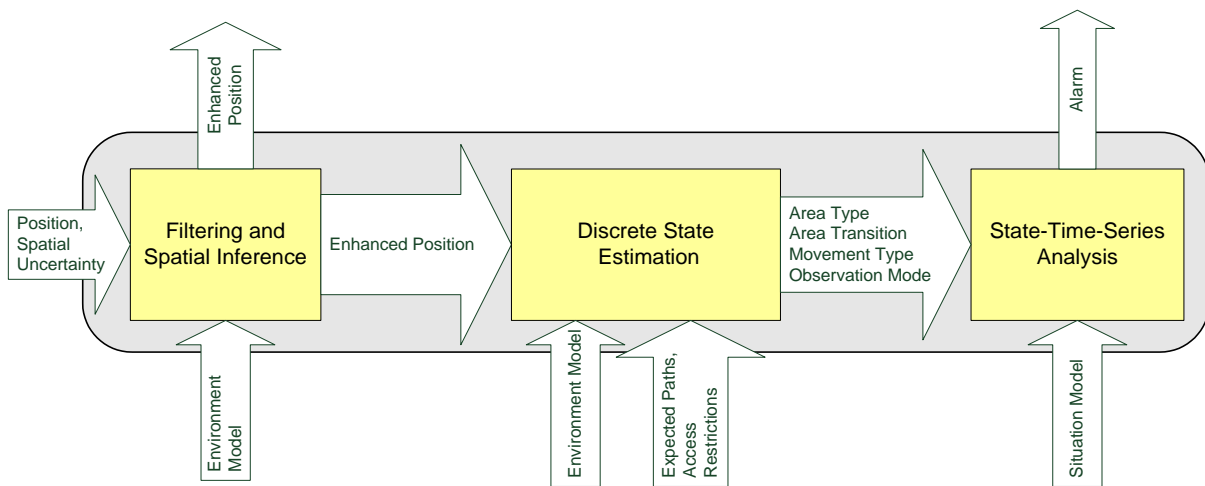 Enhanced
Position
Alarm
Position,
Spatial
Uncertainty
Filtering and
Spatial Inference
Enhanced Position
Discrete State
Estimation
Area Type
Area Transition
Movement Type
Observation Mode
State-Time-Series
Analysis
Environment
Model
Environment Model
Expected Paths,
Access
Restrictions
Situation Model